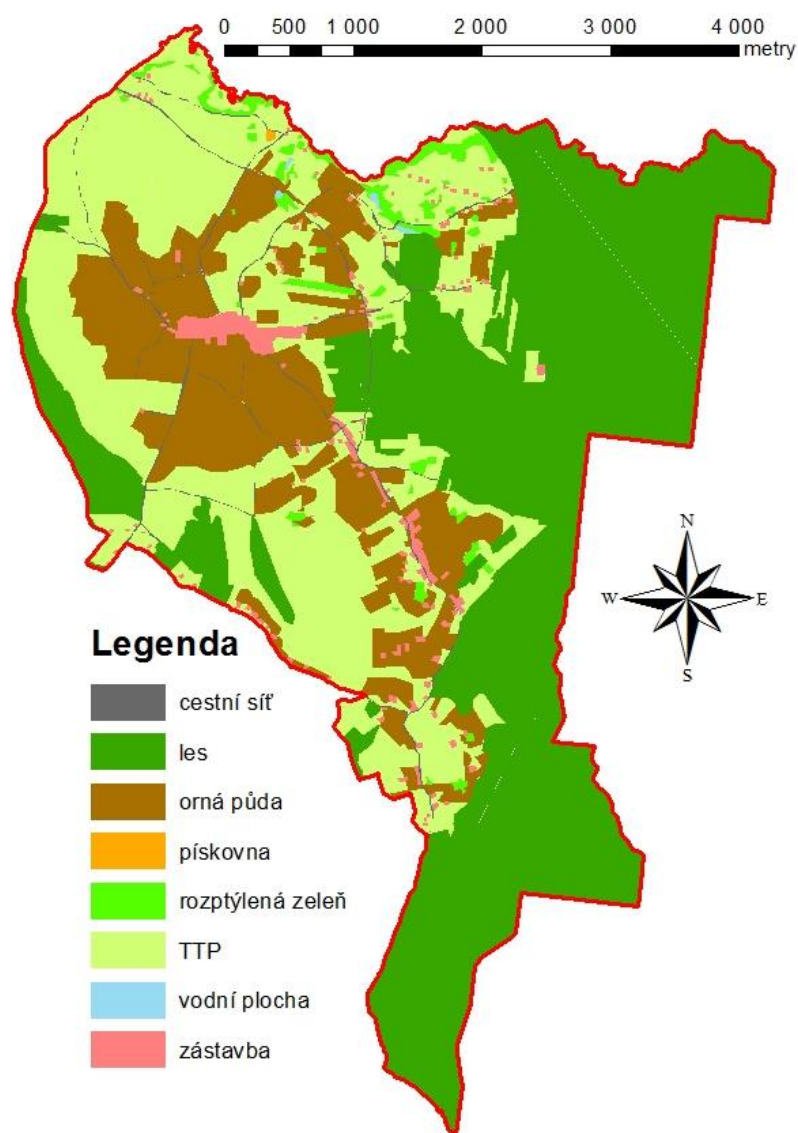 0 500 1 000 2 000 3 000 4 000
metry
N
W E
S
Legenda
cestní síť
les
orná půda
pískovna
rozptýlená zeleň
TTP
vodní plocha
zástavba